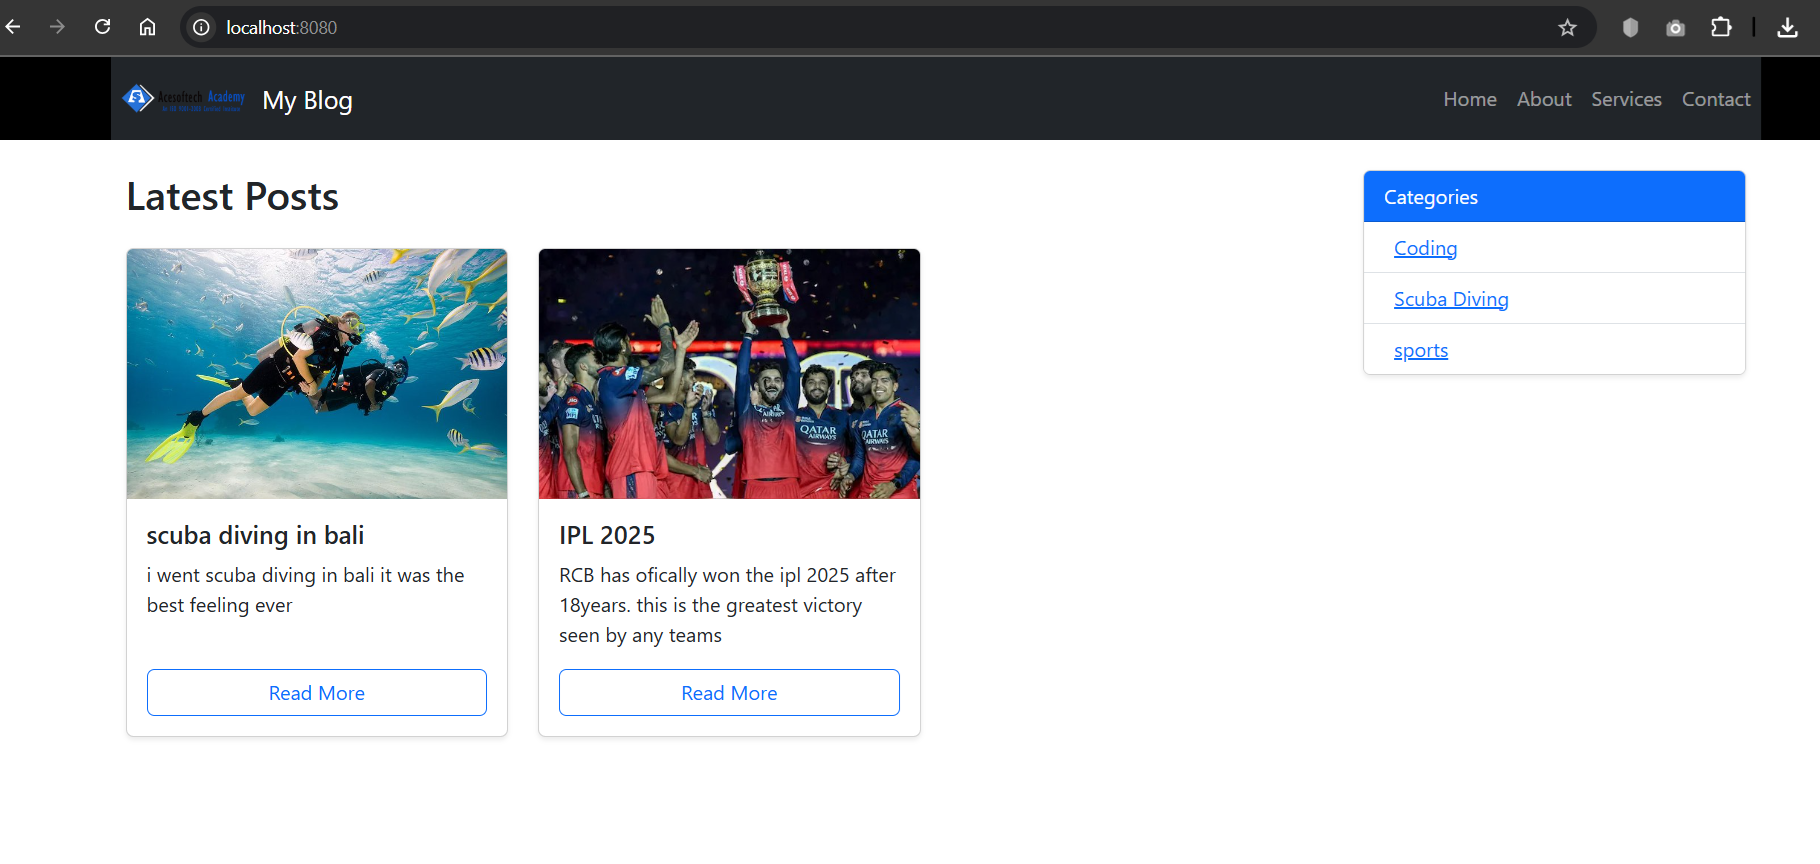 localhost:8080
Acesoftech Academy
My Blog
Home
About
Services
Contact
Latest Posts
Categories
Coding
Scuba Diving
sports
QATAR
AIRWAYS
QATAR
AIRWAYS
scuba diving in bali
i went scuba diving in bali it was the
best feeling ever
Read More
IPL 2025
RCB has ofically won the ipl 2025 after
18years. this is the greatest victory
seen by any teams
Read More